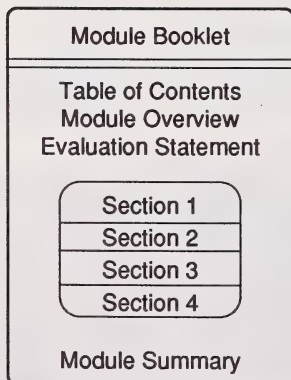 Module Booklet
Table of Contents
Module Overview
Evaluation Statement
Section 1
Section 2
Section 3
Section 4
Module Summary